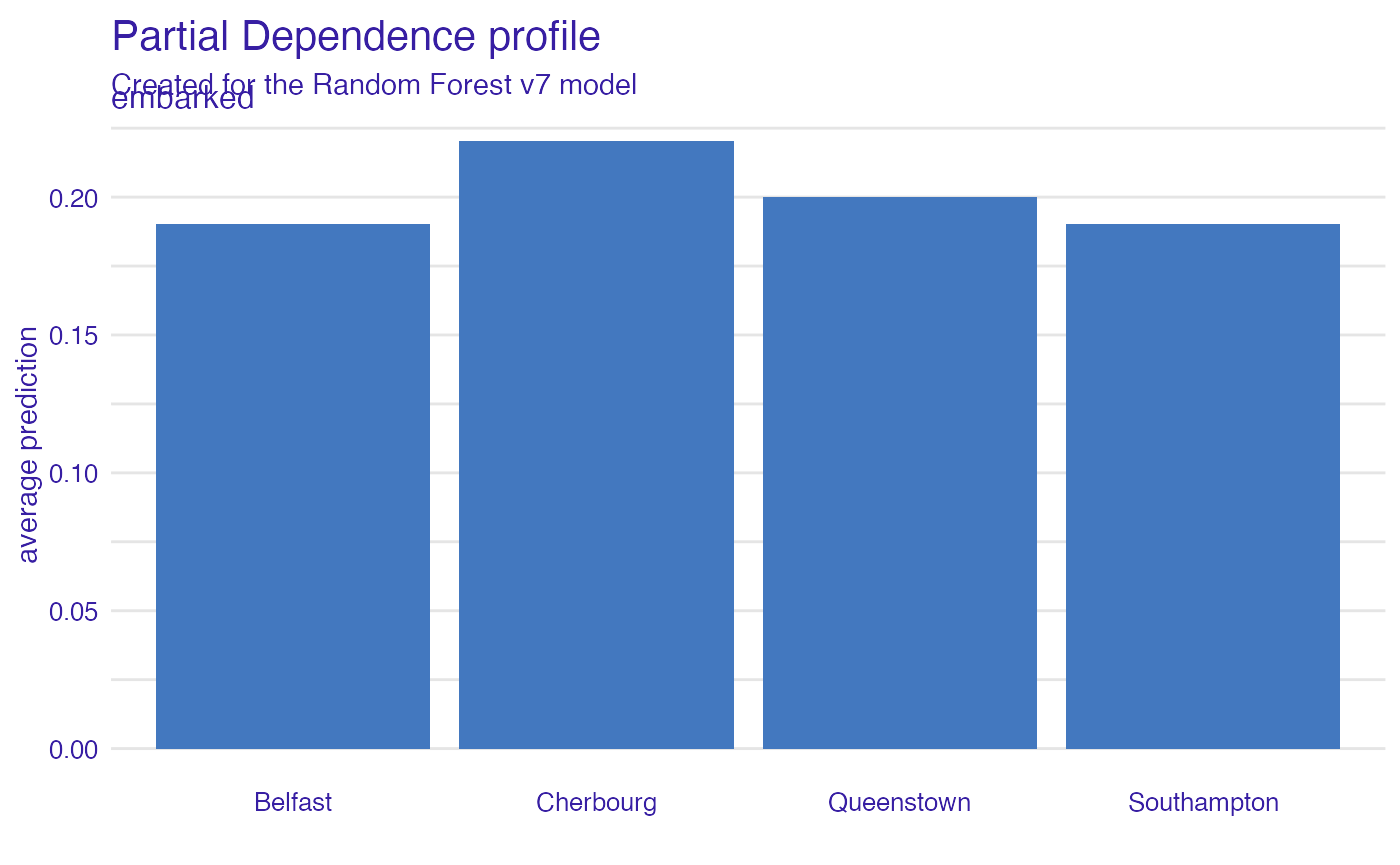 Partial Dependence profile
Created for the Random Forest v7 model
embarked
average prediction
0.20
0.15
0.10
0.05
0.00
Belfast
Cherbourg
Queenstown
Southampton